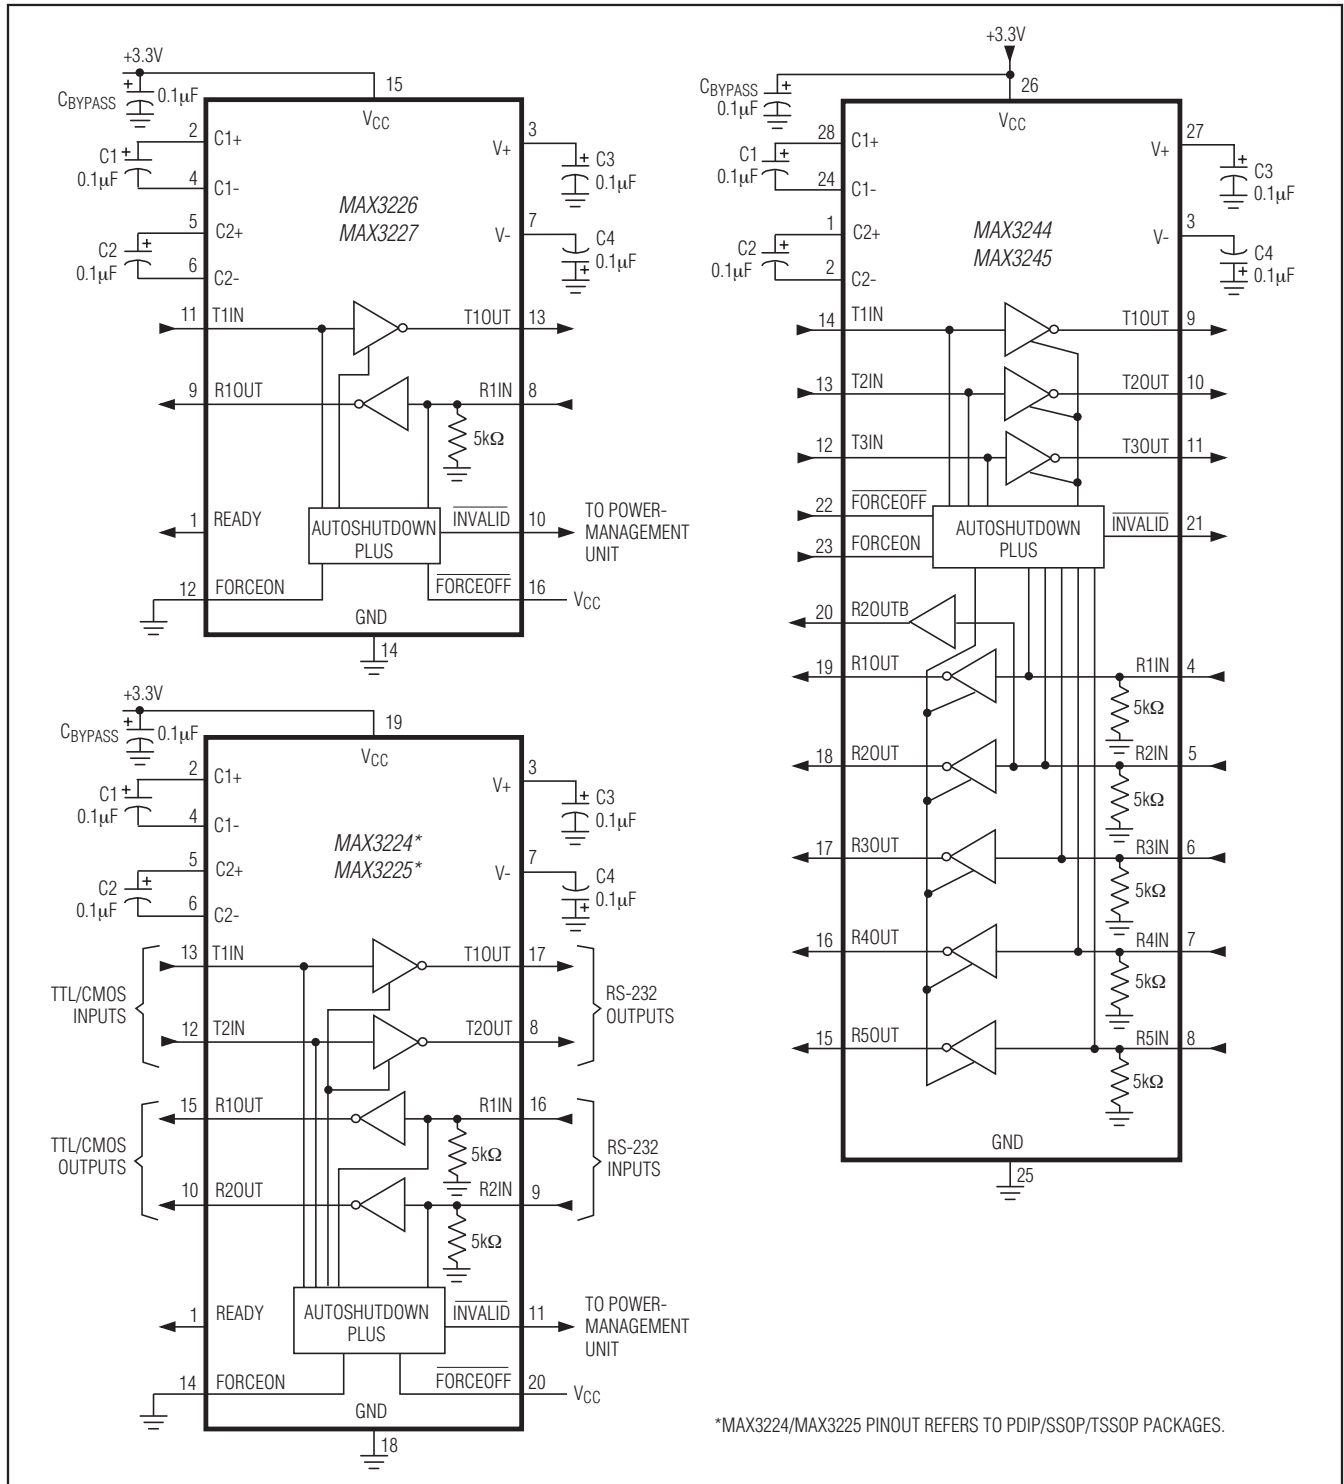 +3.3V
CBYPASS
0.1µF
15
VCC
2
C1+
C1
0.1µF
4
C1-
5
C2+
C2
0.1µF
6
C2-
3
V+
C3
0.1µF
7
V-
C4
0.1µF
MAX3226
MAX3227
11
T1IN
T1OUT
13
9
R1OUT
R1IN
8
5kΩ
1
READY
AUTOSHUTDOWN
PLUS
INVALID
10
TO POWER-
MANAGEMENT
UNIT
12
FORCEON
FORCEOFF
16
VCC
GND
14
+3.3V
CBYPASS
0.1µF
19
VCC
2
C1+
C1
0.1µF
4
C1-
5
C2+
C2
0.1µF
6
C2-
3
V+
C3
0.1µF
7
V-
C4
0.1µF
MAX3224*
MAX3225*
TTL/CMOS
INPUTS
13
T1IN
T1OUT
17
12
T2IN
T2OUT
8
RS-232
OUTPUTS
TTL/CMOS
OUTPUTS
15
R1OUT
R1IN
16
5kΩ
10
R2OUT
R2IN
9
5kΩ
RS-232
INPUTS
1
READY
AUTOSHUTDOWN
PLUS
INVALID
11
TO POWER-
MANAGEMENT
UNIT
14
FORCEON
FORCEOFF
20
VCC
GND
18
+3.3V
CBYPASS
0.1µF
26
VCC
28
C1+
C1
0.1µF
24
C1-
1
C2+
C2
0.1µF
2
C2-
27
V+
C3
0.1µF
3
V-
C4
0.1µF
MAX3244
MAX3245
14
T1IN
T1OUT
9
13
T2IN
T2OUT
10
12
T3IN
T3OUT
11
22
FORCEOFF
23
FORCEON
AUTOSHUTDOWN
PLUS
INVALID
21
20
R2OUTB
19
R1OUT
R1IN
4
5kΩ
18
R2OUT
R2IN
5
5kΩ
17
R3OUT
R3IN
6
5kΩ
16
R4OUT
R4IN
7
5kΩ
15
R5OUT
R5IN
8
5kΩ
GND
25
*MAX3224/MAX3225 PINOUT REFERS TO PDIP/SSOP/TSSOP PACKAGES.